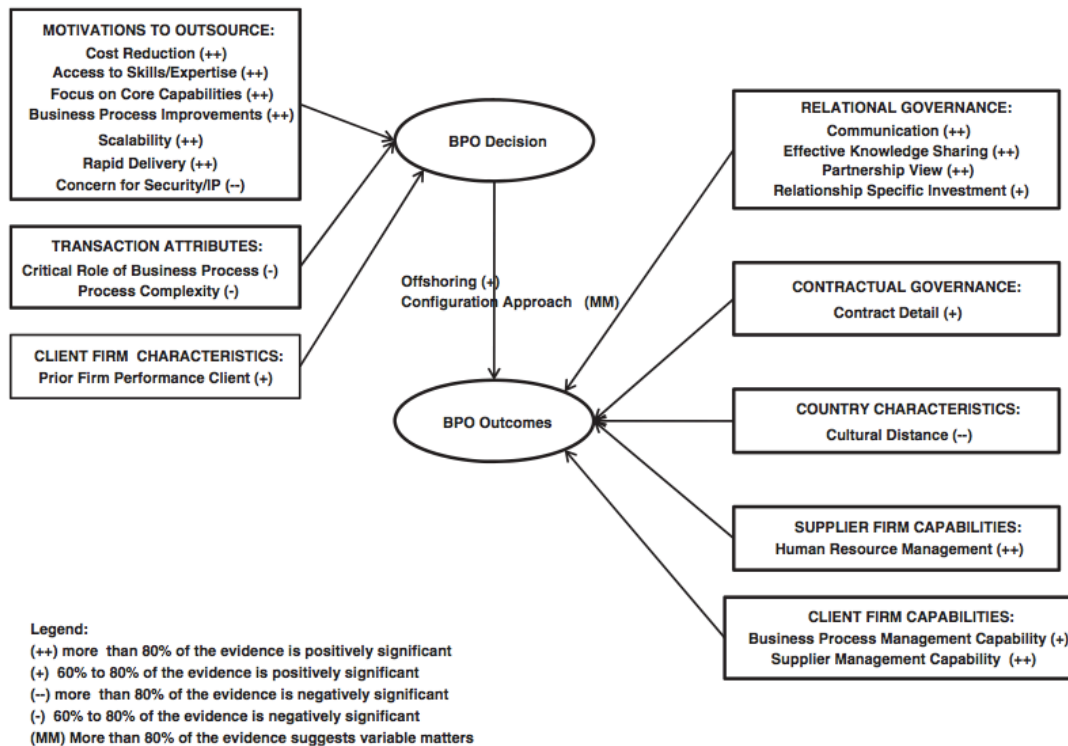 MOTIVATIONS TO OUTSOURCE:
Cost Reduction (++)
Access to Skills/Expertise (++)
Focus on Core Capabilities (++)
Business Process Improvements (++)
Scalability (++)
Rapid Delivery (++)
Concern for Security/IP (--)
TRANSACTION ATTRIBUTES:
Critical Role of Business Process (-)
Process Complexity (-)
CLIENT FIRM CHARACTERISTICS:
Prior Firm Performance Client (+)
BPO Decision
Offshoring (+)
Configuration Approach (MM)
BPO Outcomes
RELATIONAL GOVERNANCE:
Communication (++)
Effective Knowledge Sharing (++)
Partnership View (++)
Relationship Specific Investment (+)
CONTRACTUAL GOVERNANCE:
Contract Detail (+)
COUNTRY CHARACTERISTICS:
Cultural Distance (--)
SUPPLIER FIRM CAPABILITIES:
Human Resource Management (++)
CLIENT FIRM CAPABILITIES:
Business Process Management Capability (+)
Supplier Management Capability (++)
Legend:
(++) more than 80% of the evidence is positively significant
(+) 60% to 80% of the evidence is positively significant
(--) more than 80% of the evidence is negatively significant
(-) 60% to 80% of the evidence is negatively significant
(MM) More than 80% of the evidence suggests variable matters